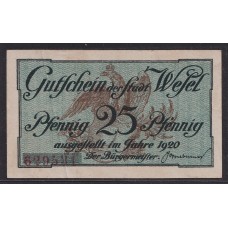 Gutschein der Stadt Wesel
Pfennig 25 Pfennig
ausgestellt im Jahre 1920
Der Bürgermeister.